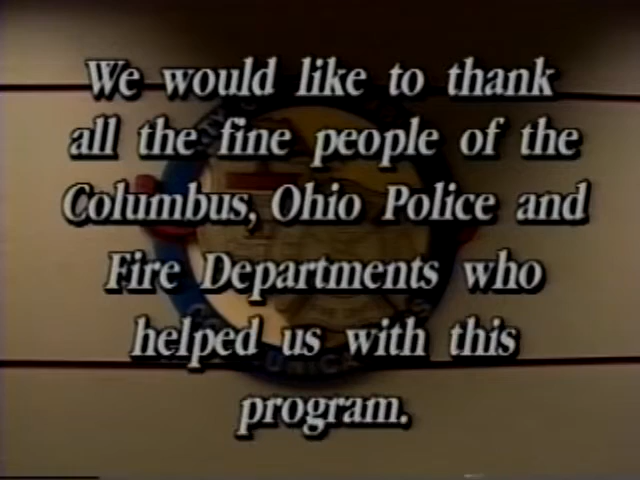 We would like to thank
all the fine people of the
Columbus, Ohio Police and
Fire Departments who
helped us with this
program.